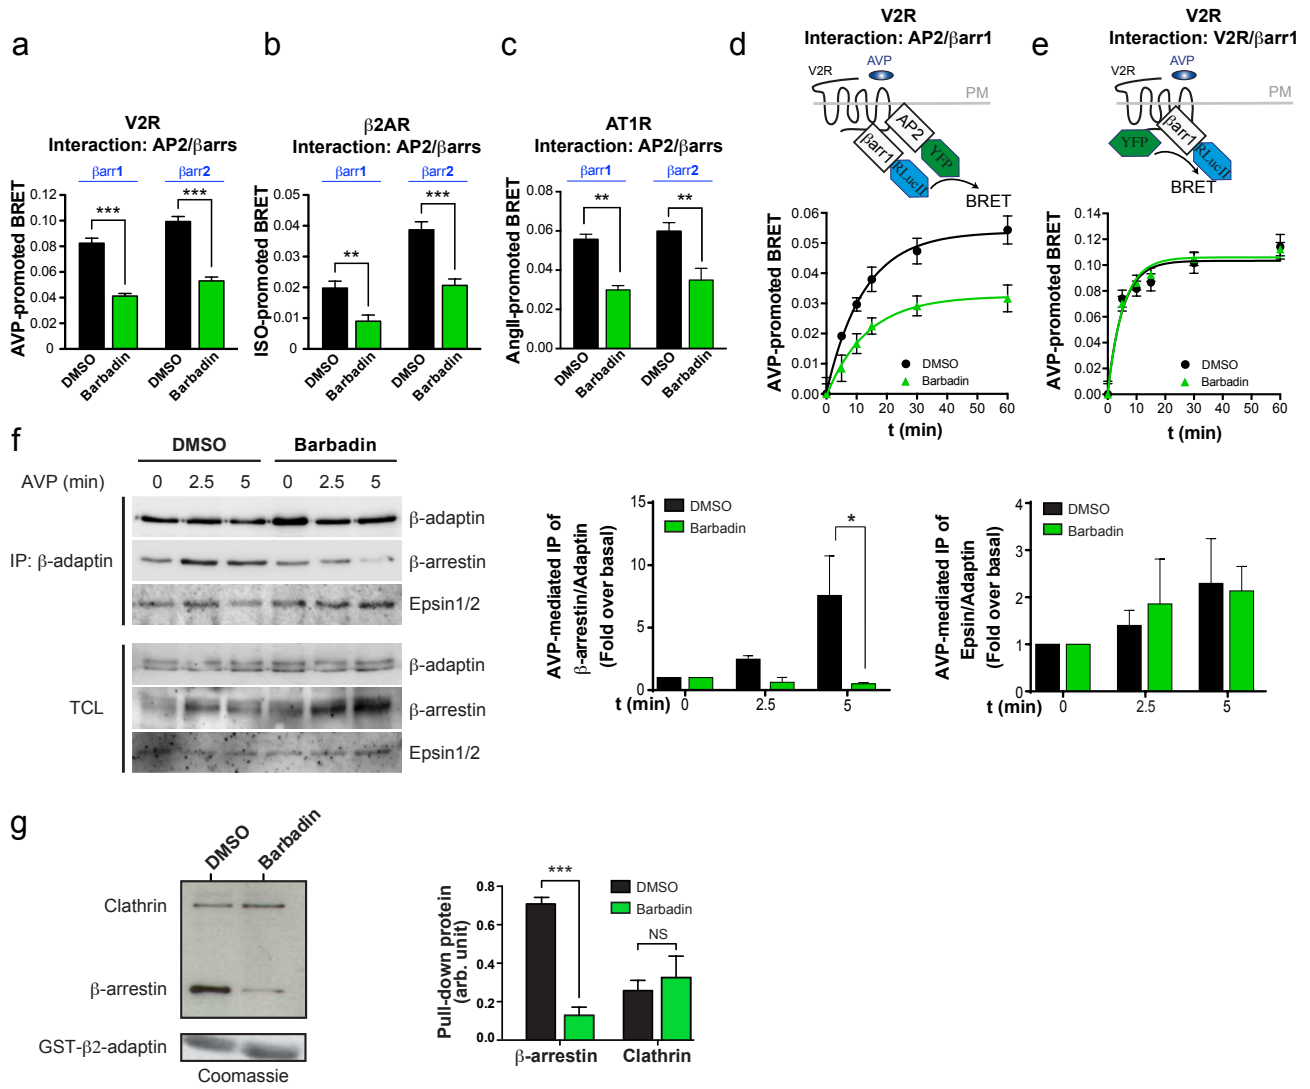 a
V2R
Interaction: AP2/βarrs
βarr1
βarr2
AVP-promoted BRET
0.12
0.10
0.08
0.06
0.04
0.02
0
***
***
DMSO
Barbadin
DMSO
Barbadin
b
β2AR
Interaction: AP2/βarrs
βarr1
βarr2
ISO-promoted BRET
0.05
0.04
0.03
0.02
0.01
0
**
***
DMSO
Barbadin
DMSO
Barbadin
c
AT1R
Interaction: AP2/βarrs
βarr1
βarr2
AngII-promoted BRET
0.08
0.06
0.04
0.02
0.00
**
**
DMSO
Barbadin
DMSO
Barbadin
d
V2R
Interaction: AP2/βarr1
V2R
AVP
PM
AP2
βarr1
YFP
RLucII
BRET
AVP-promoted BRET
0.06
0.05
0.04
0.03
0.02
0.01
0.00
DMSO
Barbadin
0 10 20 30 40 50 60
t (min)
e
V2R
Interaction: V2R/βarr1
V2R
AVP
PM
YFP
βarr1
RLucII
BRET
AVP-promoted BRET
0.14
0.12
0.10
0.08
0.06
0.04
0.02
0.00
DMSO
Barbadin
0 10 20 30 40 50 60
t (min)
f
DMSO
Barbadin
AVP (min)
0 2.5 5 0 2.5 5
IP: β-adaptin
β-adaptin
β-arrestin
Epsin1/2
TCL
β-adaptin
β-arrestin
Epsin1/2
AVP-mediated IP of
β-arrestin/Adaptin
(Fold over basal)
15
10
5
0
DMSO
Barbadin
*
t (min)
0 2.5 5
AVP-mediated IP of
Epsin/Adaptin
(Fold over basal)
4
3
2
1
0
DMSO
Barbadin
t (min)
0 2.5 5
g
DMSO
Barbadin
Clathrin
β-arrestin
GST-β2-adaptin
Coomassie
Pull-down protein
(arb. unit)
0.8
0.6
0.4
0.2
0.0
***
NS
DMSO
Barbadin
β-arrestin
Clathrin